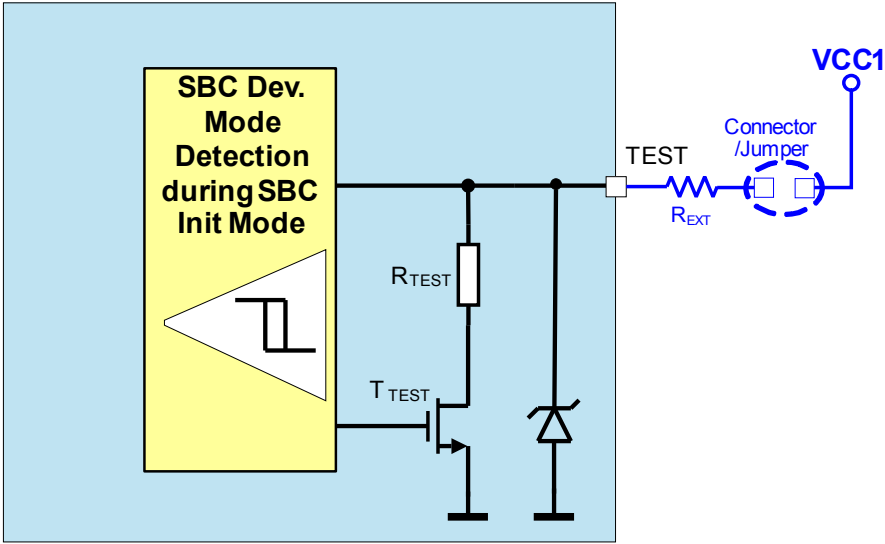 SBC Dev.
Mode
Detection
during SBC
Init Mode
RTEST
TTEST
TEST
REXT
Connector
/Jumper
VCC1